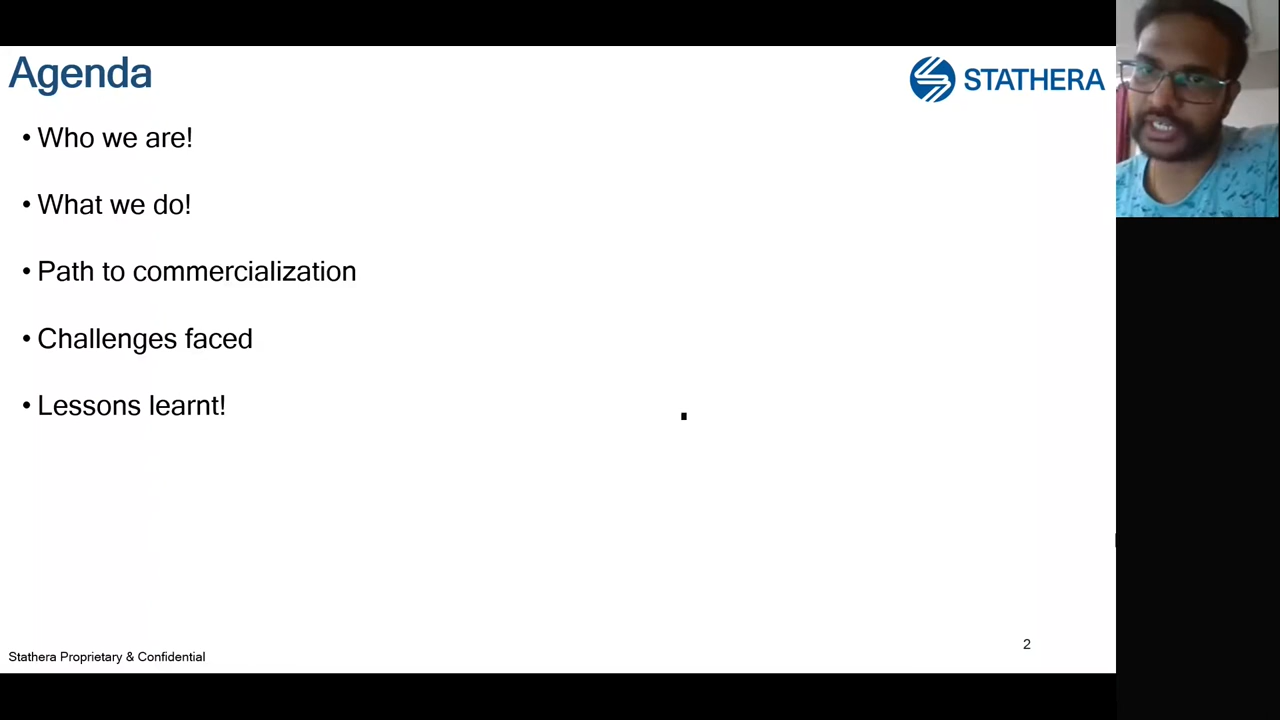 Agenda
STATHERA
• Who we are!
• What we do!
• Path to commercialization
• Challenges faced
• Lessons learnt!
Stathera Proprietary & Confidential
2